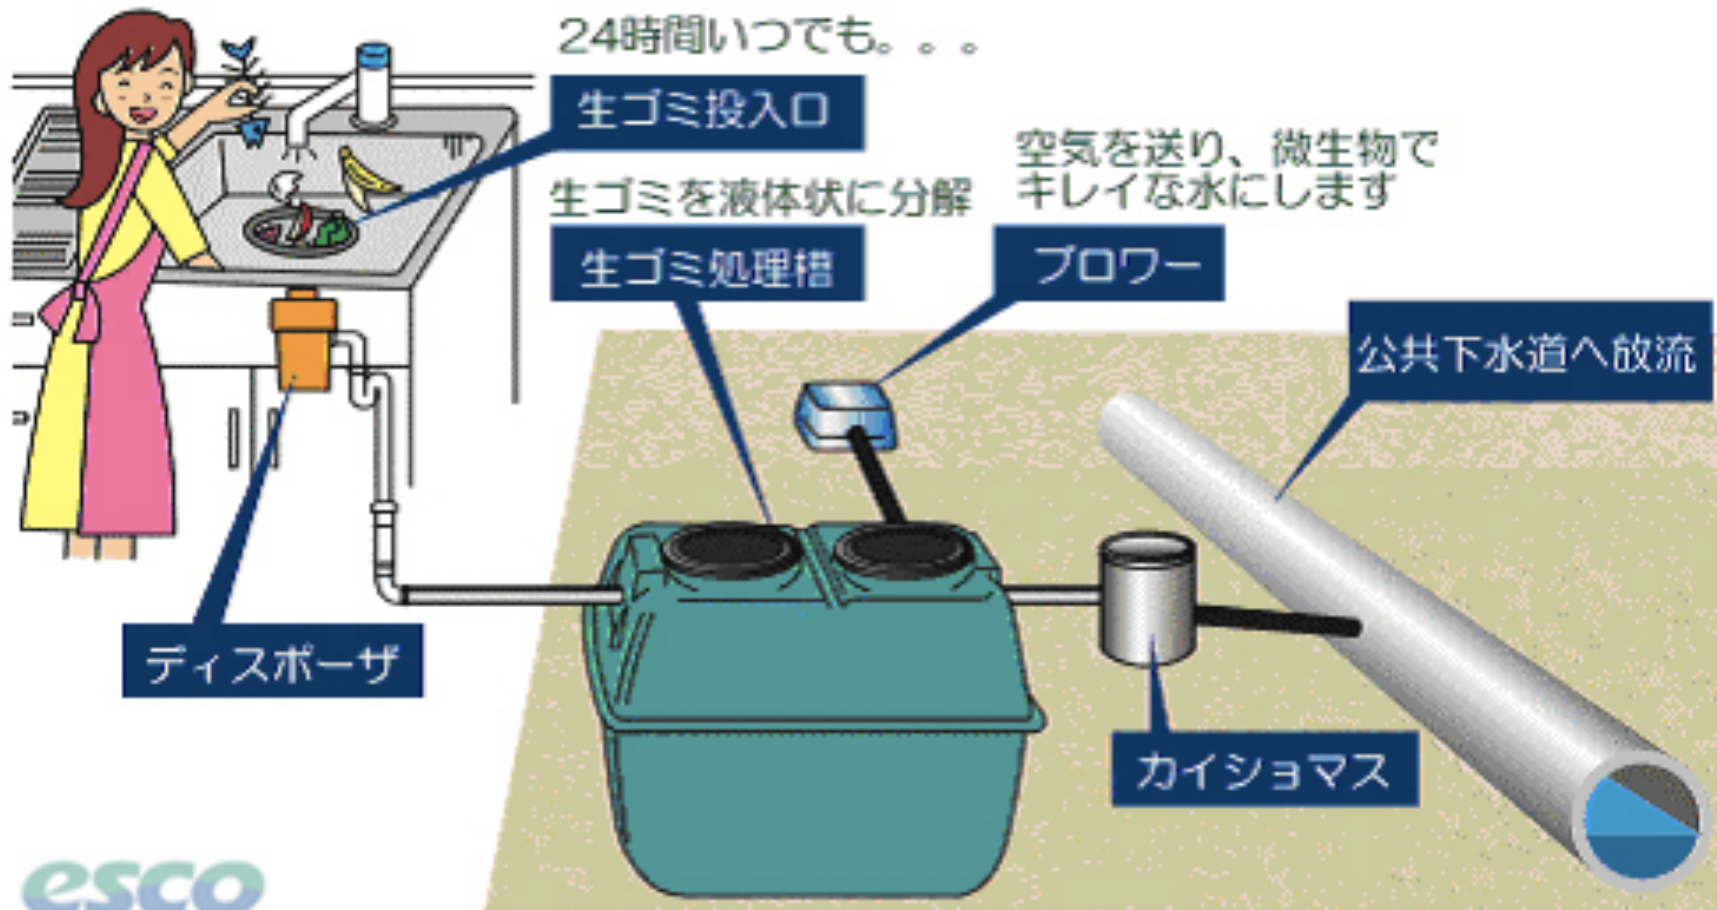 24時間いつでも。。。
生ゴミ投入口
空気を送り、微生物で
キレイな水にします
生ゴミを液体状に分解
生ゴミ処理槽
ブロワー
公共下水道へ放流
ディスポーザ
カイショマス
esco